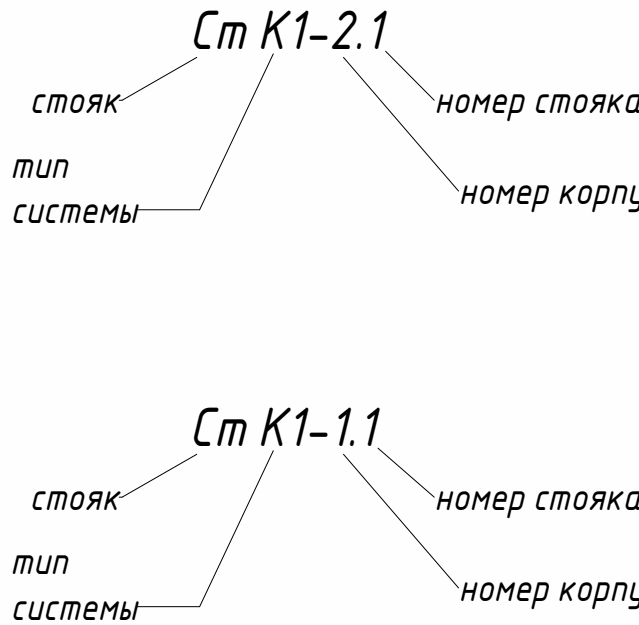 Ст К1-2.1
стояк
номер стояка
тип
системы
номер корпу
Ст К1-1.1
стояк
номер стояка
тип
системы
номер корпу